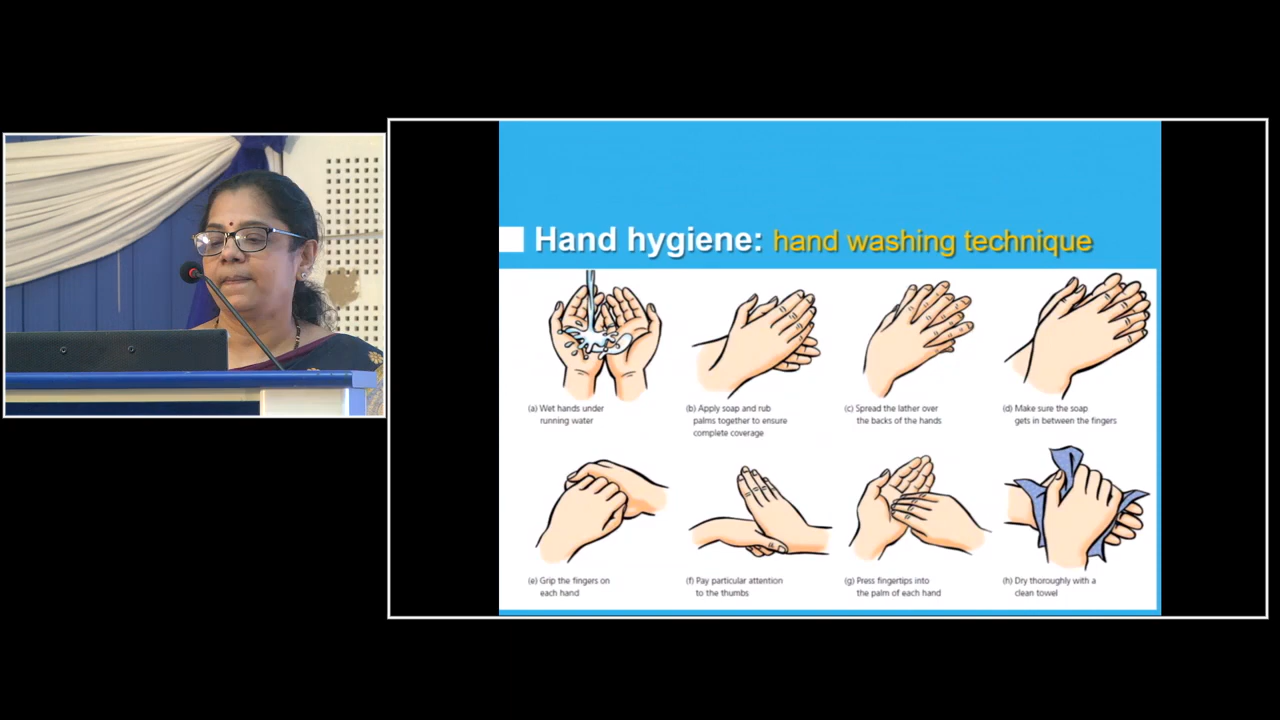 Hand hygiene: hand washing technique
(a) Wet hands under
running water
(b) Apply soap and rub
palms together to ensure
complete coverage
(c) Spread the lather over
the backs of the hands
(d) Make sure the soap
gets in between the fingers
(e) Grip the fingers on
each hand
(f) Pay particular attention
to the thumbs
(g) Press fingertips into
the palm of each hand
(h) Dry thoroughly with a
clean towel